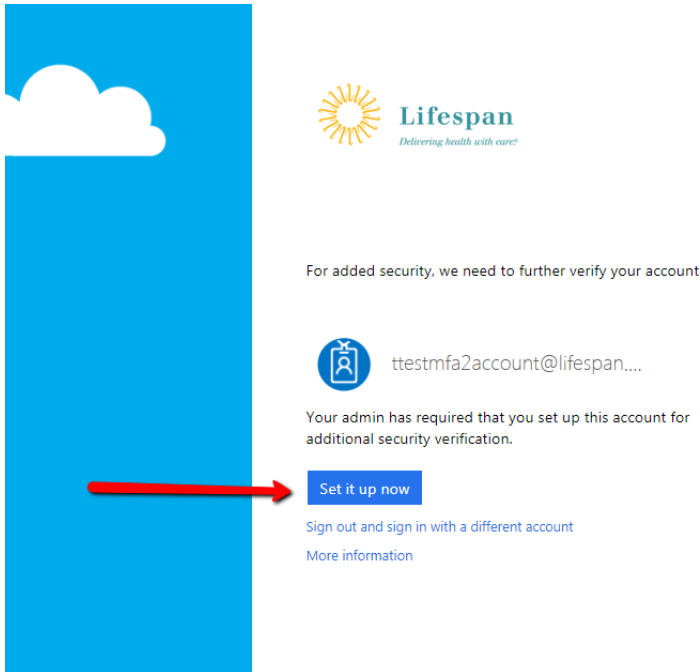 Lifespan
Delivering health with care.®
For added security, we need to further verify your account
ttestmfa2account@lifespan....
Your admin has required that you set up this account for
additional security verification.
Set it up now
Sign out and sign in with a different account
More information